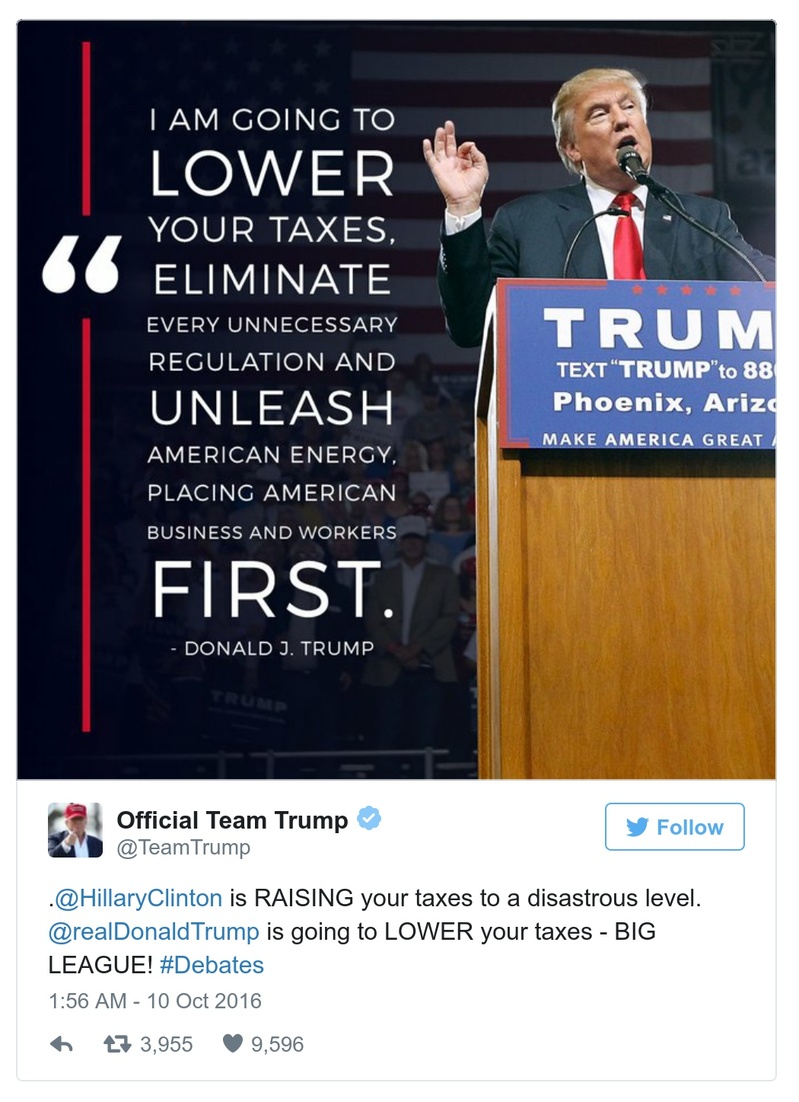 I AM GOING TO
LOWER
YOUR TAXES,
ELIMINATE
EVERY UNNECESSARY
REGULATION AND
UNLEASH
AMERICAN ENERGY,
PLACING AMERICAN
BUSINESS AND WORKERS
FIRST.
- DONALD J. TRUMP
“
TRUM
TEXT “TRUMP” to 88
Phoenix, Arizo
MAKE AMERICA GREAT A
TRUMP
Official Team Trump
@TeamTrump
Follow
.@HillaryClinton is RAISING your taxes to a disastrous level.
@realDonaldTrump is going to LOWER your taxes - BIG
LEAGUE! #Debates
1:56 AM - 10 Oct 2016
3,955 9,596